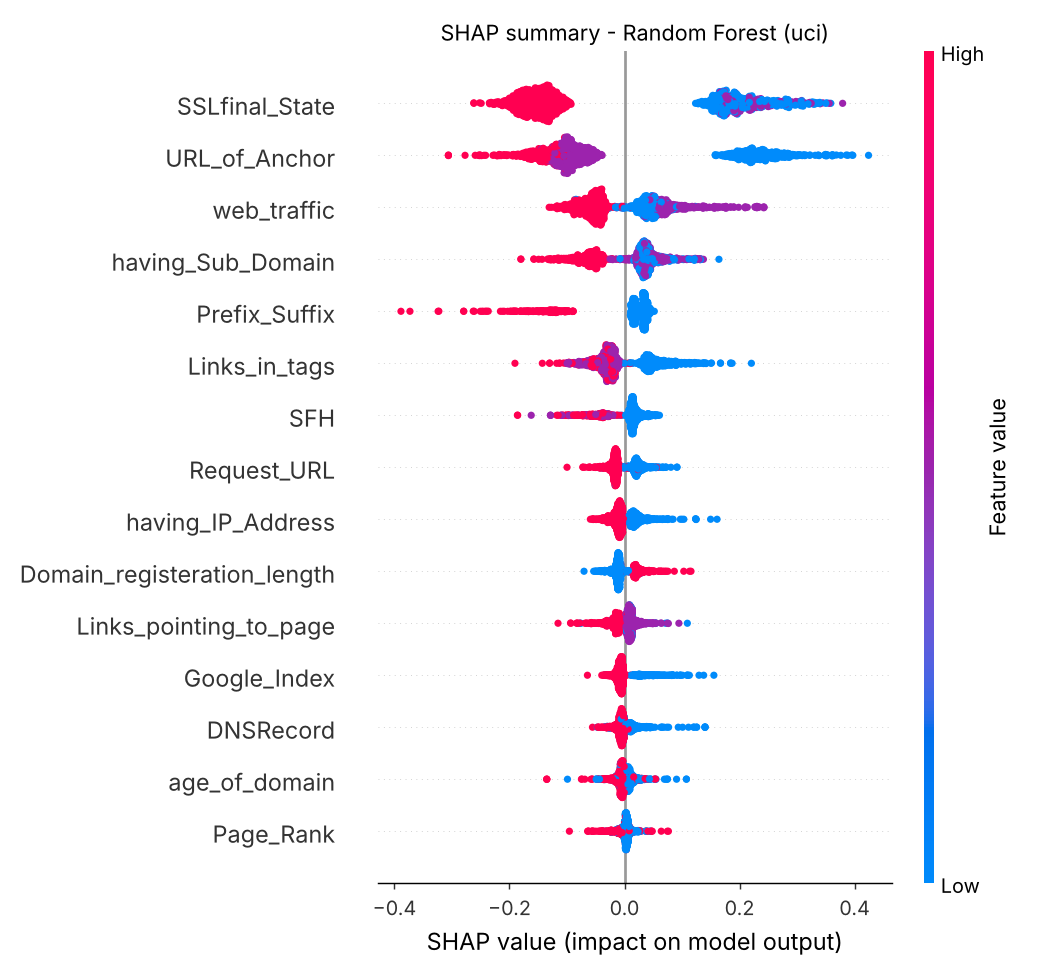 SHAP summary - Random Forest (uci)
High
SSLfinal_State
URL_of_Anchor
web_traffic
having_Sub_Domain
Prefix_Suffix
Links_in_tags
SFH
Request_URL
having_IP_Address
Domain_registeration_length
Links_pointing_to_page
Google_Index
DNSRecord
age_of_domain
Page_Rank
Feature value
Low
−0.4 −0.2 0.0 0.2 0.4
SHAP value (impact on model output)